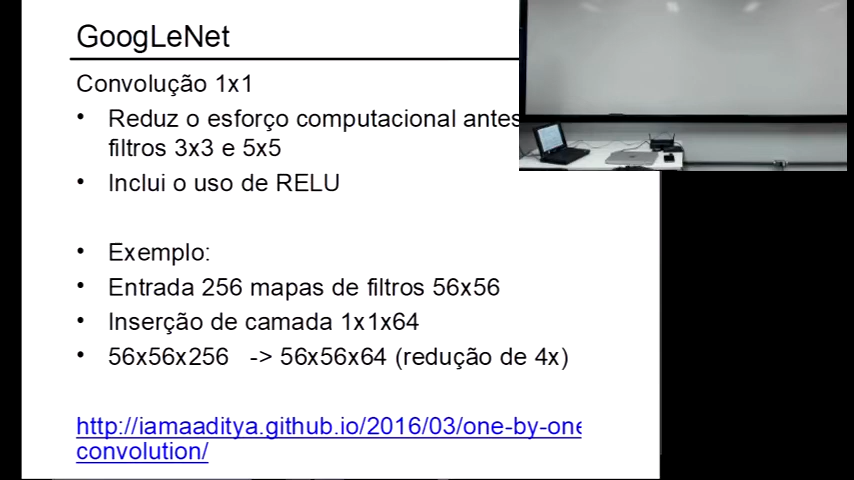 GoogLeNet
Convolução 1x1
• Reduz o esforço computacional antes
filtros 3x3 e 5x5
• Inclui o uso de RELU
• Exemplo:
• Entrada 256 mapas de filtros 56x56
• Inserção de camada 1x1x64
• 56x56x256 -> 56x56x64 (redução de 4x)
http://iamaaditya.github.io/2016/03/one-by-one
convolution/